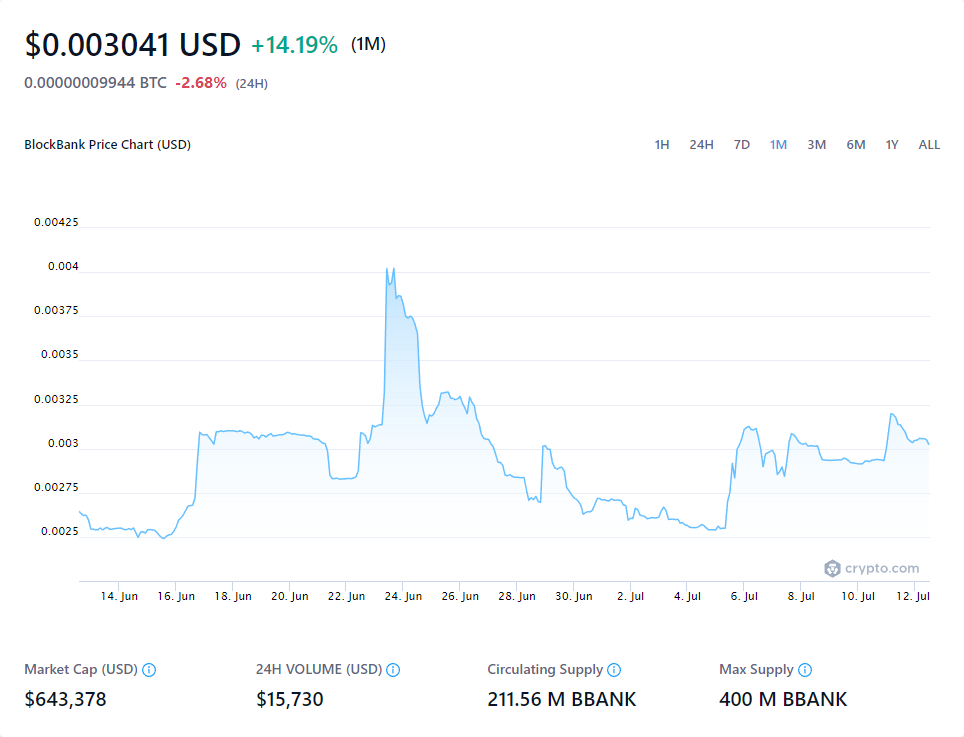 $0.003041 USD +14.19% (1M)
0.00000009944 BTC -2.68% (24H)
BlockBank Price Chart (USD) 1H 24H 7D 1M 3M 6M 1Y ALL
0.00425
0.004
0.00375
0.0035
0.00325
0.003
0.00275
0.0025
crypto.com
14. Jun 16. Jun 18. Jun 20. Jun 22. Jun 24. Jun 26. Jun 28. Jun 30. Jun 2. Jul 4. Jul 6. Jul 8. Jul 10. Jul 12. Jul
Market Cap (USD) 24H VOLUME (USD) Circulating Supply Max Supply
$643,378 $15,730 211.56 M BBANK 400 M BBANK